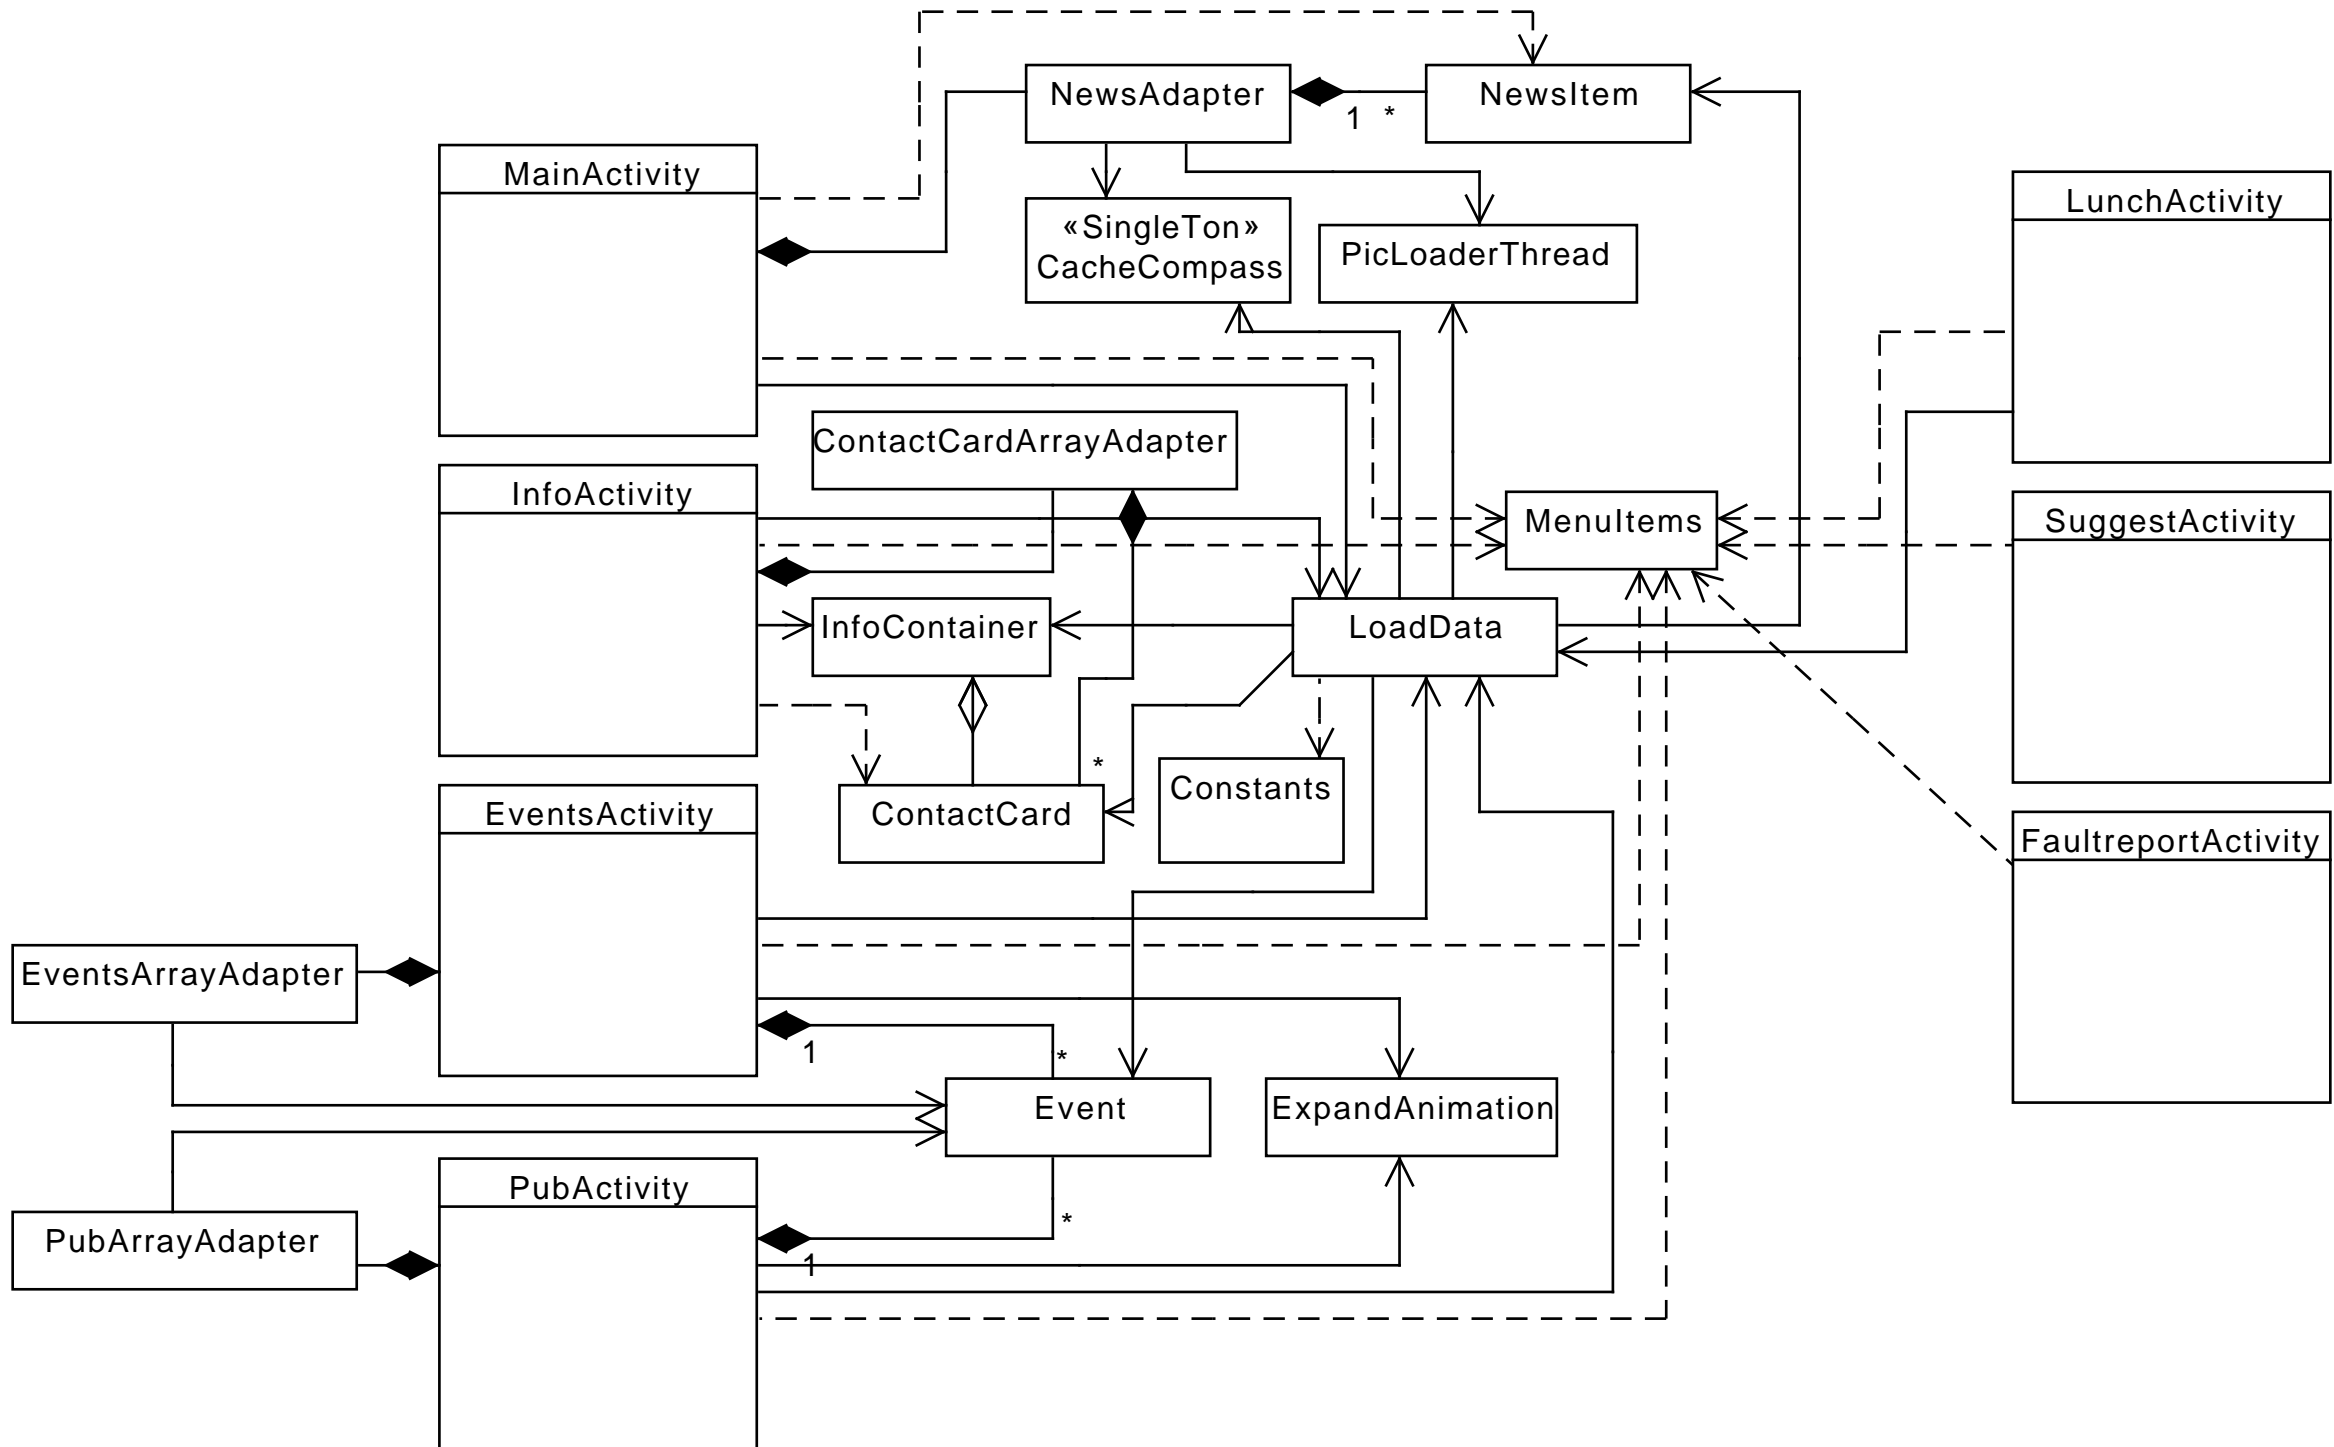 NewsAdapter
NewsItem
1
*
MainActivity
LunchActivity
«SingleTon»
CacheCompass
PicLoaderThread
ContactCardArrayAdapter
InfoActivity
MenuItems
SuggestActivity
InfoContainer
LoadData
*
Constants
EventsActivity
ContactCard
FaultreportActivity
EventsArrayAdapter
1
*
Event
ExpandAnimation
PubActivity
*
PubArrayAdapter
1